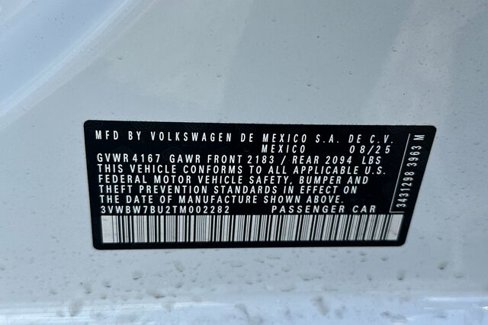 MFD BY VOLKSWAGEN DE MEXICO S.A. DE C.V.
MEXICO 08/25
GVWR 4167 GAWR FRONT 2183 / REAR 2094 LBS
THIS VEHICLE CONFORMS TO ALL APPLICABLE U.S.
FEDERAL MOTOR VEHICLE SAFETY, BUMPER AND
THEFT PREVENTION STANDARDS IN EFFECT ON
THE DATE OF MANUFACTURE SHOWN ABOVE.
3VWBW7BU2TM002282 PASSENGER CAR
3431298 3963 M